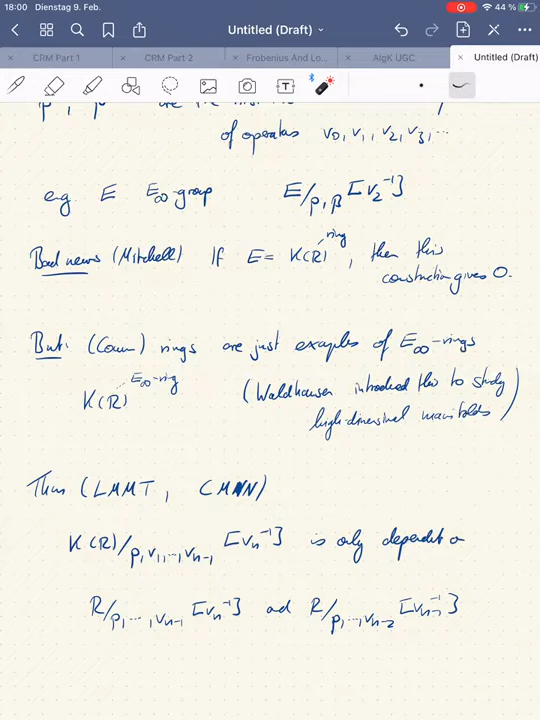 18:00 Dienstag 9. Feb. 44 %
Untitled (Draft)
CRM Part 1 CRM Part 2 Frobenius And Lo... AlgK UGC Untitled (Draft)
of operators v₀, v₁, v₂, v₃, ...
e.g. E E∞-group E/p,β [v₂⁻¹]
Bad news (Mitchell) If E = K(R) ring, then this
construction gives 0.
But: (Comm) rings are just examples of E∞-rings
K(R) E∞-ring (Waldhausen introduced this to study
high-dimensional manifolds)
Thm (LMMT, CMNN)
K(R)/p,v₁,...,vₙ₋₁ [vₙ⁻¹] is only dependent on
R/p,...,vₙ₋₁ [vₙ⁻¹] and R/p,...,vₙ₋₂ [vₙ₋₁⁻¹]